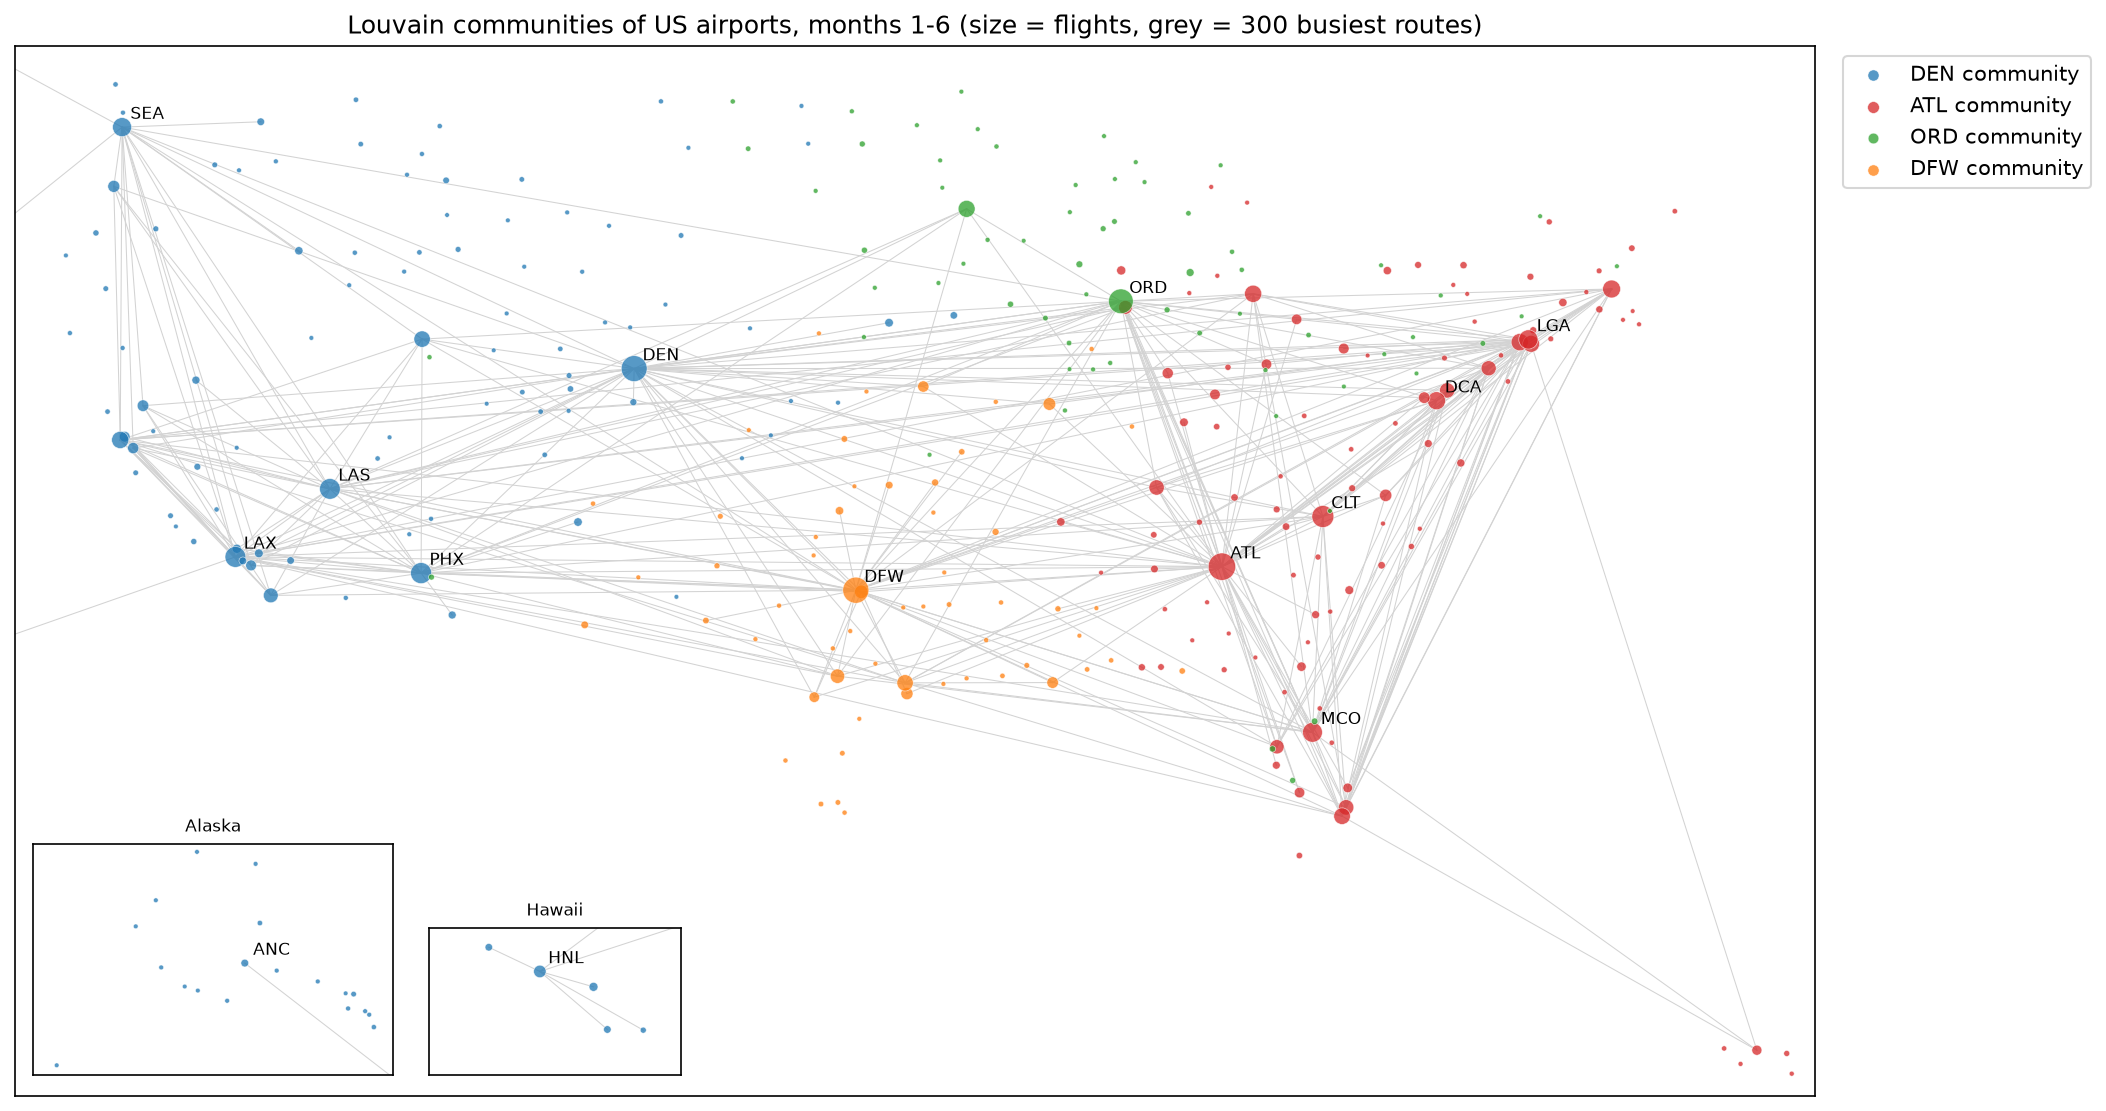 Louvain communities of US airports, months 1-6 (size = flights, grey = 300 busiest routes)
DEN community
ATL community
ORD community
DFW community
SEA
ORD
LGA
DEN
DCA
LAS
CLT
LAX
PHX
ATL
DFW
MCO
Alaska
ANC
Hawaii
HNL